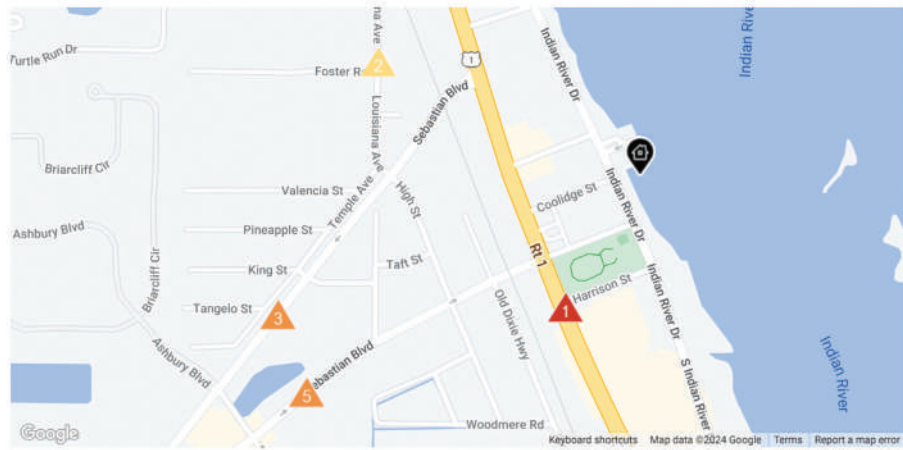 Turtle Run Dr
na Ave
2
Foster R
Louisiana Ave
1
Sebastian Blvd
Indian River Dr
Indian River
Briarcliff Cir
Valencia St
Temple Ave
High St
Coolidge St
Indian River Dr
Ashbury Blvd
Pineapple St
Briarcliff Cir
King St
Taft St
Rt 1
Tangelo St
3
Old Dixie Hwy
1
Harrison St
Indian River Dr
Ashbury Blvd
5
Sebastian Blvd
S Indian River
Indian River
Woodmere Rd
Google
Keyboard shortcuts Map data ©2024 Google Terms Report a map error